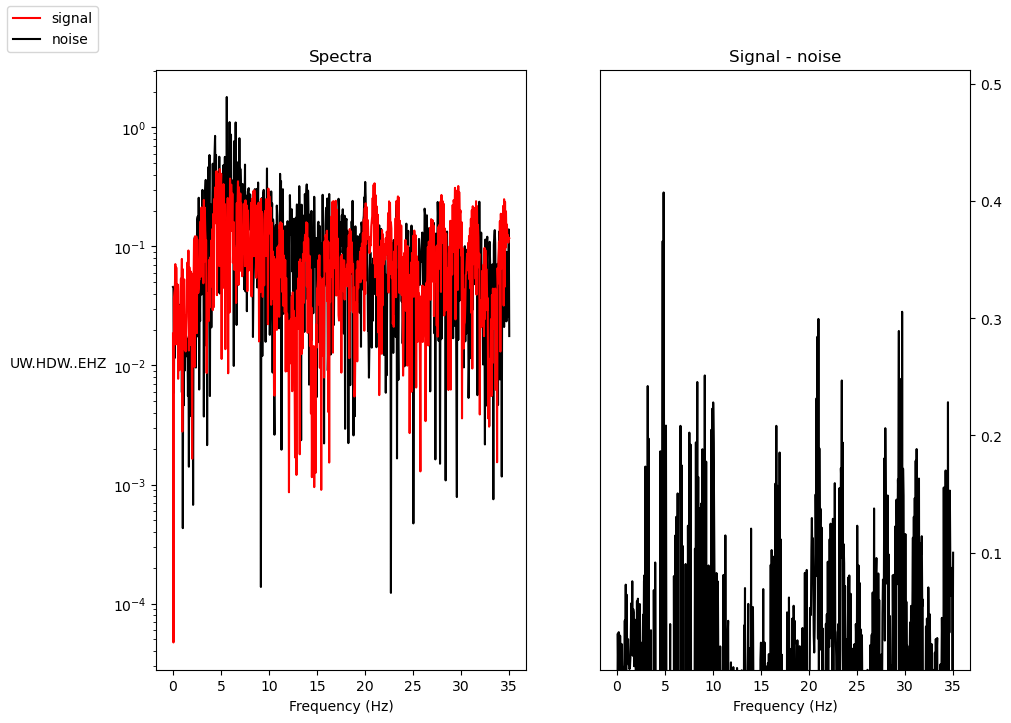 signal
noise
Spectra
Signal - noise
UW.HDW..EHZ
10^0
10^-1
10^-2
10^-3
10^-4
0 5 10 15 20 25 30 35
Frequency (Hz)
0.5
0.4
0.3
0.2
0.1
0 5 10 15 20 25 30 35
Frequency (Hz)